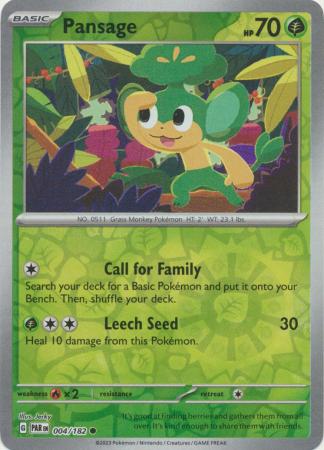 BASIC
Pansage
HP 70
NO. 0511 Grass Monkey Pokémon HT: 2' WT: 23.1 lbs.
Call for Family
Search your deck for a Basic Pokémon and put it onto your
Bench. Then, shuffle your deck.
Leech Seed 30
Heal 10 damage from this Pokémon.
weakness ×2 resistance retreat
Illus. Jerky
G PAR EN 004/182
It's good at finding berries and gathers them from all
over. It's kind enough to share them with friends.
©2023 Pokémon / Nintendo / Creatures / GAME FREAK